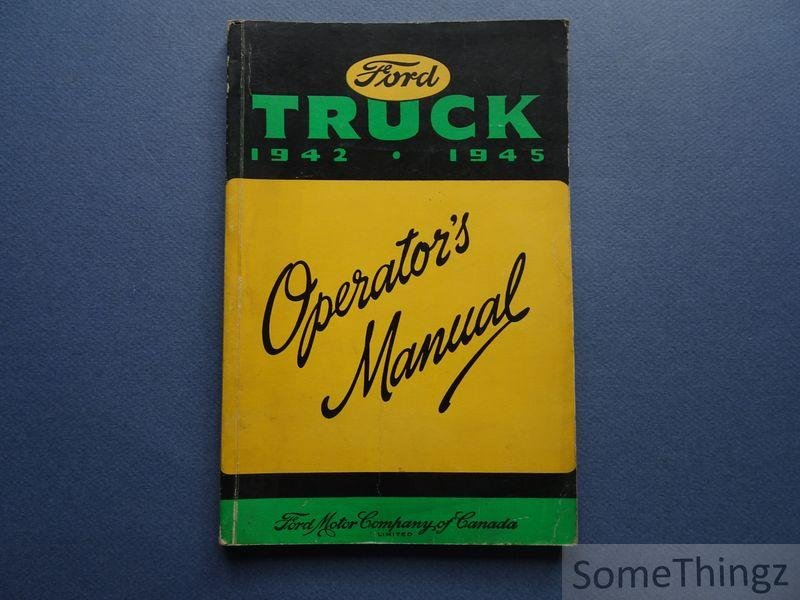 Ford
TRUCK
1942 • 1945
Operator's
Manual
Ford Motor Company of Canada
LIMITED
SomeThingz